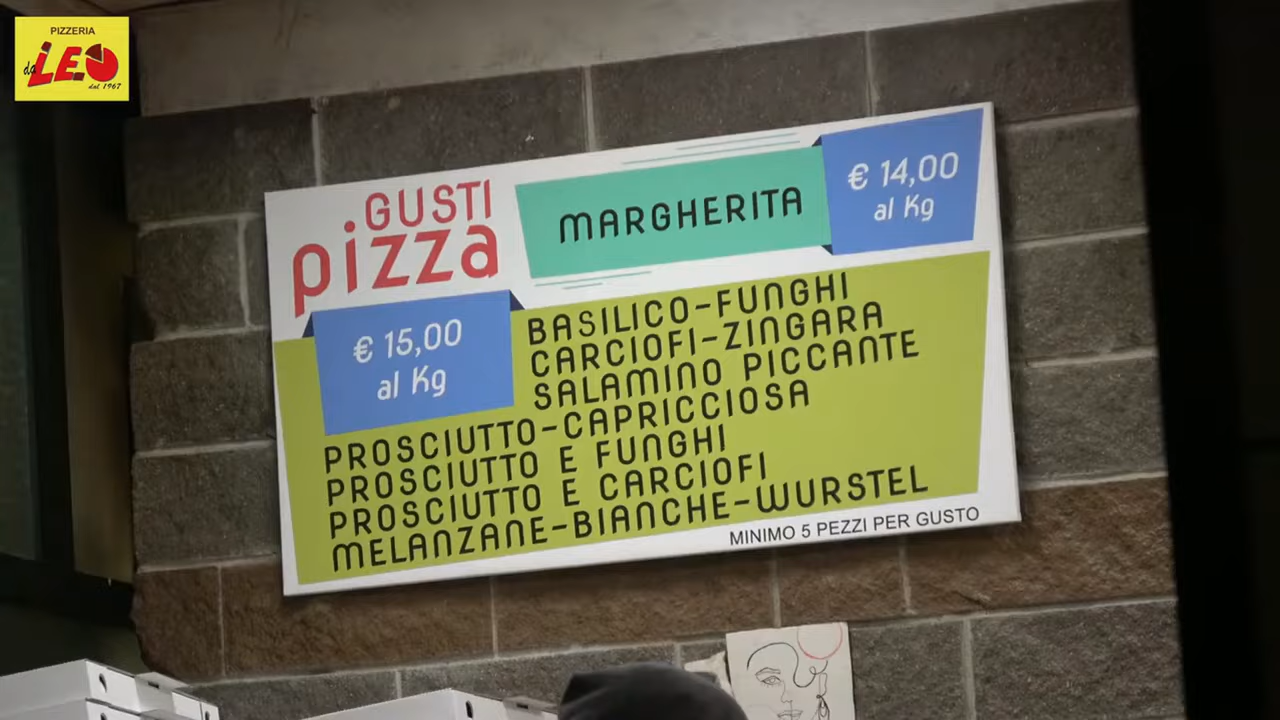 PIZZERIA
da LEO
dal 1967
GUSTI
pizza
MARGHERITA
€ 14,00
al Kg
€ 15,00
al Kg
BASILICO-FUNGHI
CARCIOFI-ZINGARA
SALAMINO PICCANTE
PROSCIUTTO-CAPRICCIOSA
PROSCIUTTO E FUNGHI
PROSCIUTTO E CARCIOFI
MELANZANE-BIANCHE-WURSTEL
MINIMO 5 PEZZI PER GUSTO